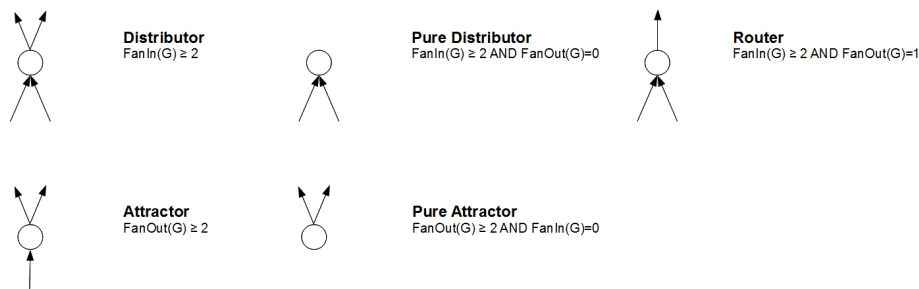 Distributor
FanIn(G) ≥ 2
Pure Distributor
FanIn(G) ≥ 2 AND FanOut(G)=0
Router
FanIn(G) ≥ 2 AND FanOut(G)=1
Attractor
FanOut(G) ≥ 2
Pure Attractor
FanOut(G) ≥ 2 AND FanIn(G)=0